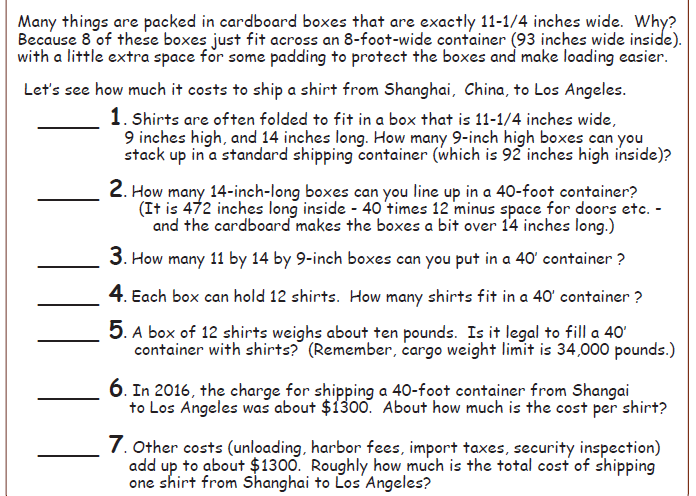 Many things are packed in cardboard boxes that are exactly 11-1/4 inches wide. Why?
Because 8 of these boxes just fit across an 8-foot-wide container (93 inches wide inside).
with a little extra space for some padding to protect the boxes and make loading easier.
Let's see how much it costs to ship a shirt from Shanghai, China, to Los Angeles.
1. Shirts are often folded to fit in a box that is 11-1/4 inches wide,
9 inches high, and 14 inches long. How many 9-inch high boxes can you
stack up in a standard shipping container (which is 92 inches high inside)?
2. How many 14-inch-long boxes can you line up in a 40-foot container?
(It is 472 inches long inside - 40 times 12 minus space for doors etc. -
and the cardboard makes the boxes a bit over 14 inches long.)
3. How many 11 by 14 by 9-inch boxes can you put in a 40' container ?
4. Each box can hold 12 shirts. How many shirts fit in a 40' container ?
5. A box of 12 shirts weighs about ten pounds. Is it legal to fill a 40'
container with shirts? (Remember, cargo weight limit is 34,000 pounds.)
6. In 2016, the charge for shipping a 40-foot container from Shangai
to Los Angeles was about $1300. About how much is the cost per shirt?
7. Other costs (unloading, harbor fees, import taxes, security inspection)
add up to about $1300. Roughly how much is the total cost of shipping
one shirt from Shanghai to Los Angeles?